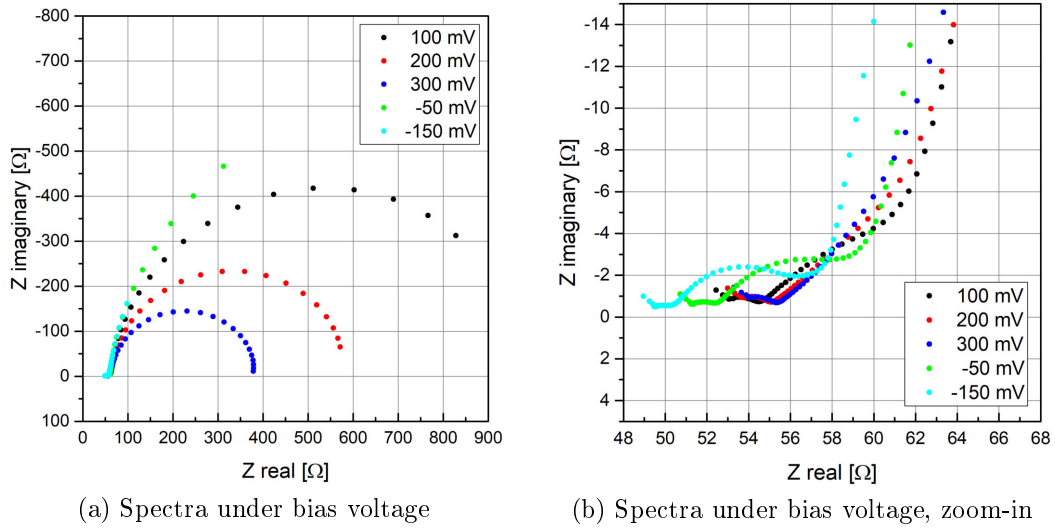 -800
-700
-600
-500
-400
-300
-200
-100
0
100
0 100 200 300 400 500 600 700 800 900
Z imaginary [Ω]
Z real [Ω]
100 mV
200 mV
300 mV
-50 mV
-150 mV
(a) Spectra under bias voltage
-14
-12
-10
-8
-6
-4
-2
0
2
4
48 50 52 54 56 58 60 62 64 66 68
Z imaginary [Ω]
Z real [Ω]
100 mV
200 mV
300 mV
-50 mV
-150 mV
(b) Spectra under bias voltage, zoom-in